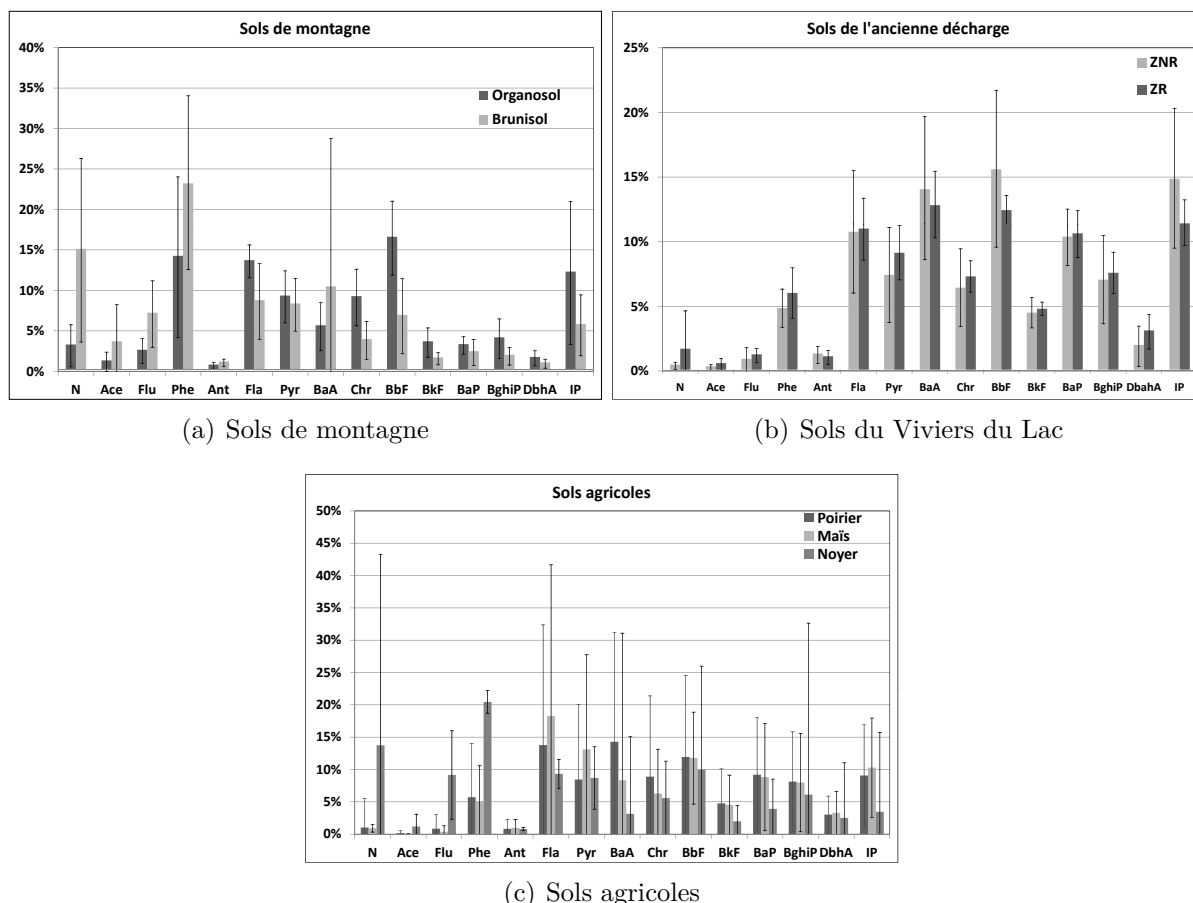 Sols de montagne
40%
35%
30%
25%
20%
15%
10%
5%
0%
Organosol
Brunisol
N Ace Flu Phe Ant Fla Pyr BaA Chr BbF BkF BaP BghiP DbhA IP
(a) Sols de montagne
Sols de l'ancienne décharge
25%
20%
15%
10%
5%
0%
ZNR
ZR
N Ace Flu Phe Ant Fla Pyr BaA Chr BbF BkF BaP BghiP DbahA IP
(b) Sols du Viviers du Lac
Sols agricoles
50%
45%
40%
35%
30%
25%
20%
15%
10%
5%
0%
Poirier
Maïs
Noyer
N Ace Flu Phe Ant Fla Pyr BaA Chr BbF BkF BaP BghiP DbhA IP
(c) Sols agricoles